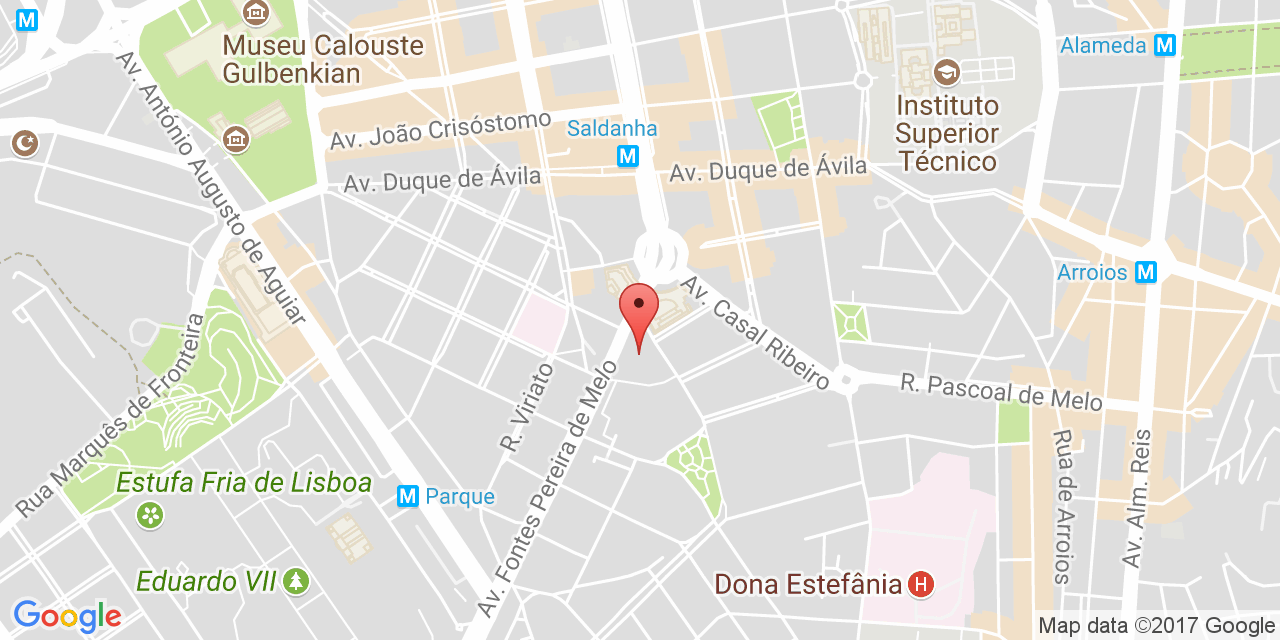 M
Museu Calouste
Gulbenkian
Av. António Augusto de Aguiar
Av. João Crisóstomo
Av. Duque de Ávila
Saldanha
M
Av. Duque de Ávila
Instituto
Superior
Técnico
Alameda M
Arroios M
Av. Casal Ribeiro
R. Pascoal de Melo
Rua Marquês de Fronteira
R. Viriato
Av. Fontes Pereira de Melo
Estufa Fria de Lisboa
M Parque
Eduardo VII
Dona Estefânia H
Rua de Arroios
Av. Alm. Reis
Google
Map data ©2017 Google